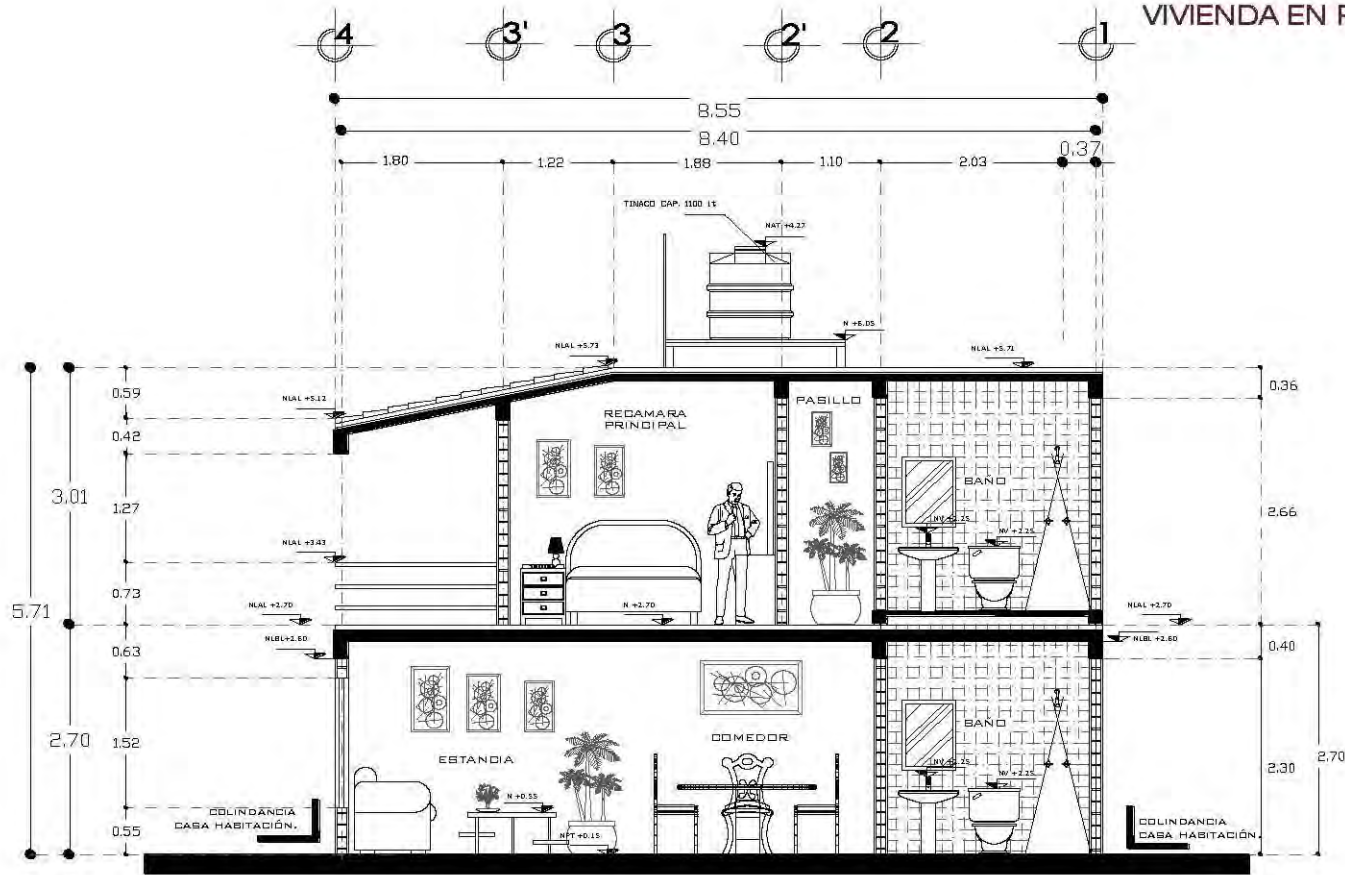 VIVIENDA EN
4 3' 3 2' 2 1
8.55
8.40
0.37
1.80 1.22 1.88 1.10 2.03
TINACO CAP. 1100 lt
NAT +4.27
NLAL +5.73
NLAL +5.71
0.59
0.36
NLAL +5.12
RECAMARA
PRINCIPAL
PASILLO
0.42
3.01
BAÑO
1.27
2.66
NV +2.25
NLAL +3.43
5.71
0.73
NLAL +2.70
N +2.70
NLAL +2.70
NLBL +2.60
NLBL +2.60
0.63
0.40
BAÑO
2.70
1.52
COMEDOR
ESTANCIA
2.30
2.70
NV +2.25
N +0.55
COLINDANCIA
CASA HABITACIÓN.
0.55
NPT +0.15
COLINDANCIA
CASA HABITACIÓN.